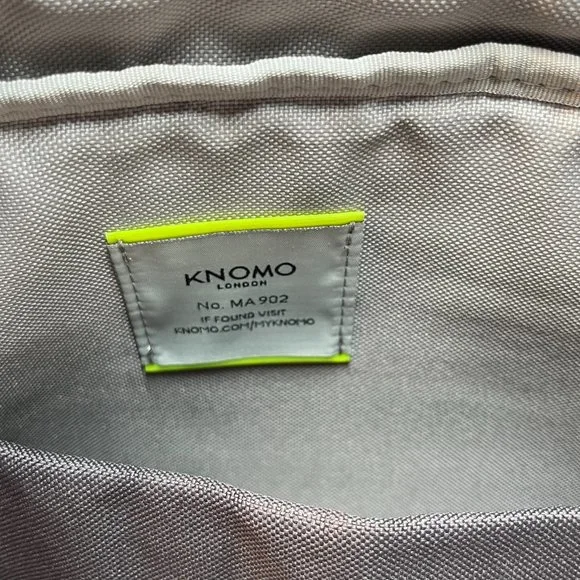 KNOMO
LONDON
No. MA902
IF FOUND VISIT
KNOMO.COM/MYKNOMO